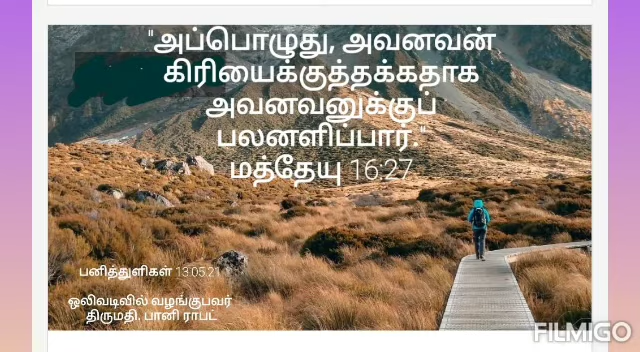 "அப்பொழுது, அவனவன்
கிரியைக்குத்தக்கதாக
அவனவனுக்குப்
பலனளிப்பார்."
மத்தேயு 16:27
பனித்துளிகள் 13.05.21
ஒலிவடிவில் வழங்குபவர்
திருமதி. பானி ராபட்
FILMIGO